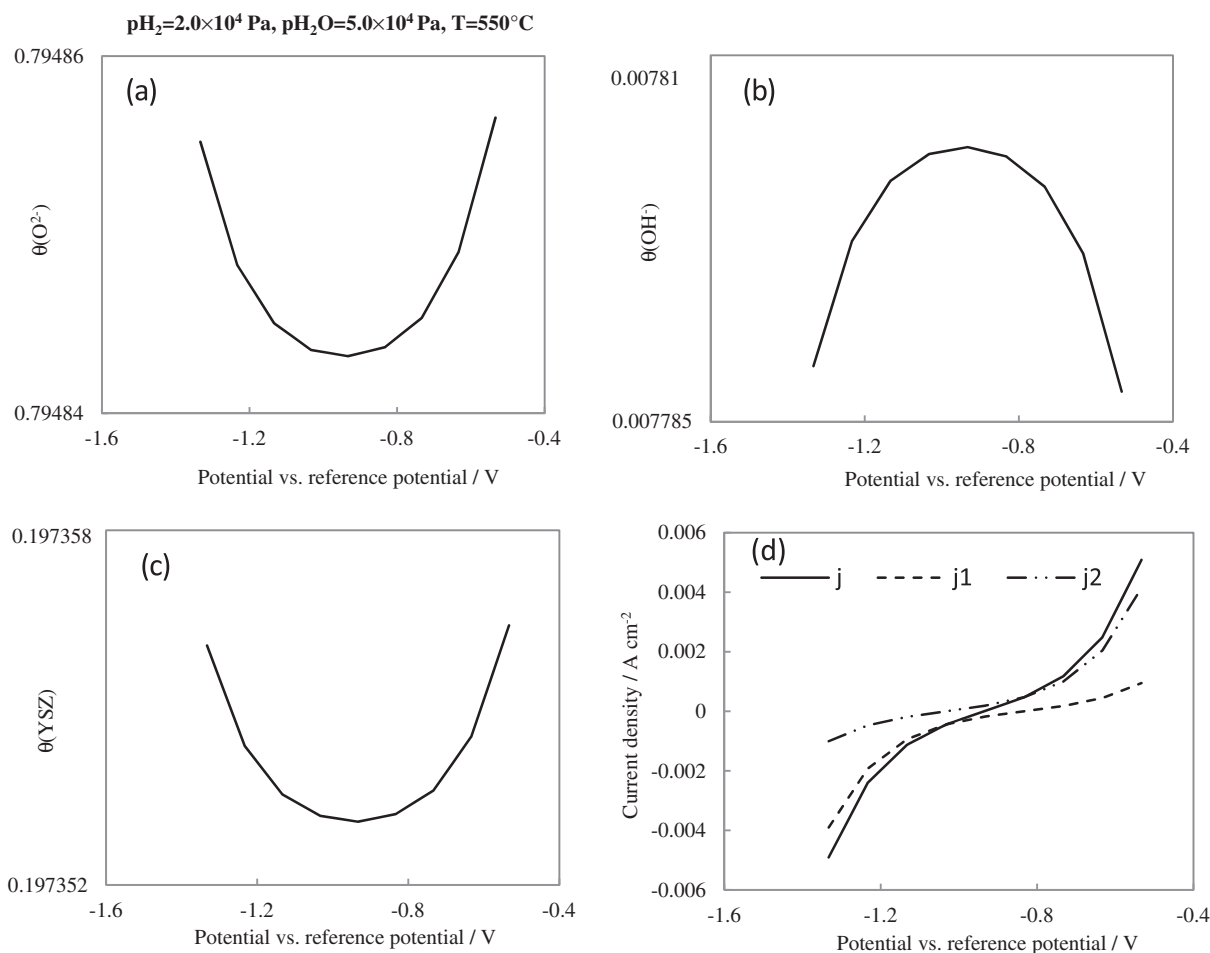 pH₂=2.0×10⁴ Pa, pH₂O=5.0×10⁴ Pa, T=550°C
(a)
0.79486
θ(O²⁻)
0.79484
-1.6 -1.2 -0.8 -0.4
Potential vs. reference potential / V
(b)
0.00781
θ(OH⁻)
0.007785
-1.6 -1.2 -0.8 -0.4
Potential vs. reference potential / V
(c)
0.197358
θ(YSZ)
0.197352
-1.6 -1.2 -0.8 -0.4
Potential vs. reference potential / V
(d)
j j1 j2
0.006
0.004
0.002
0
-0.002
-0.004
-0.006
Current density / A cm⁻²
-1.6 -1.2 -0.8 -0.4
Potential vs. reference potential / V